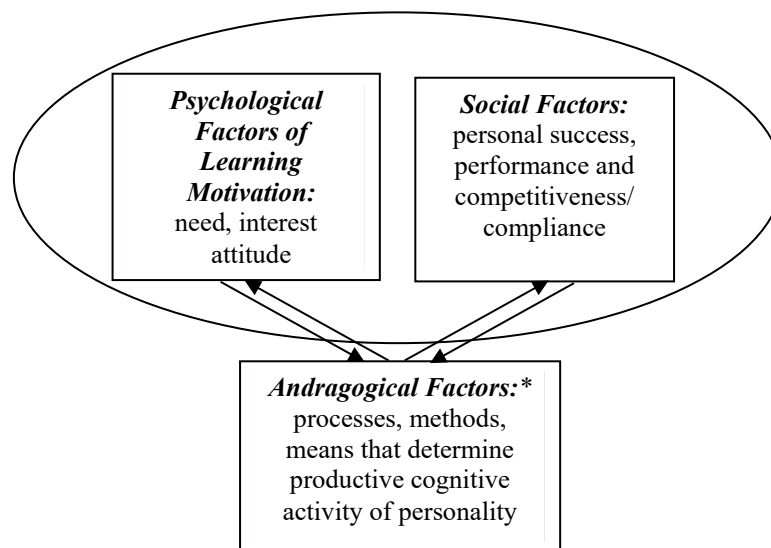 Psychological
Factors of
Learning
Motivation:
need, interest
attitude
Social Factors:
personal success,
performance and
competitiveness/
compliance
Andragogical Factors:*
processes, methods,
means that determine
productive cognitive
activity of personality